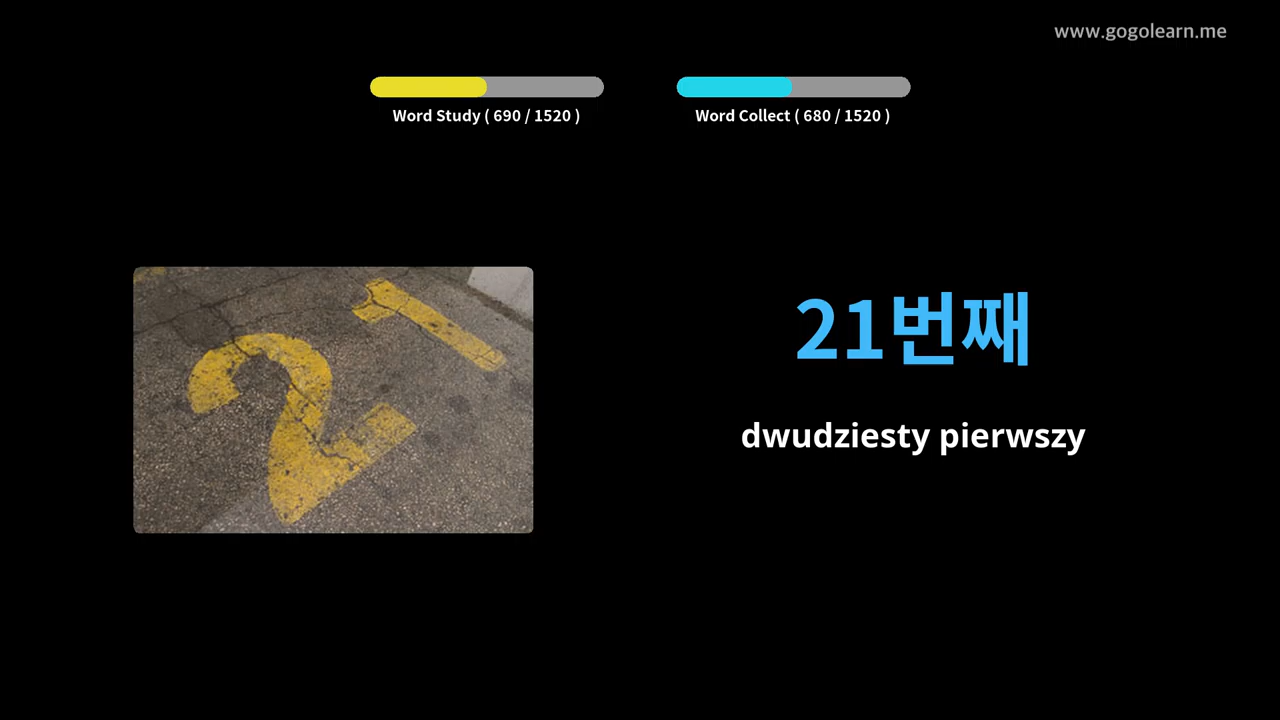 www.gogolearn.me
Word Study ( 690 / 1520 )
Word Collect ( 680 / 1520 )
21
21번째
dwudziesty pierwszy